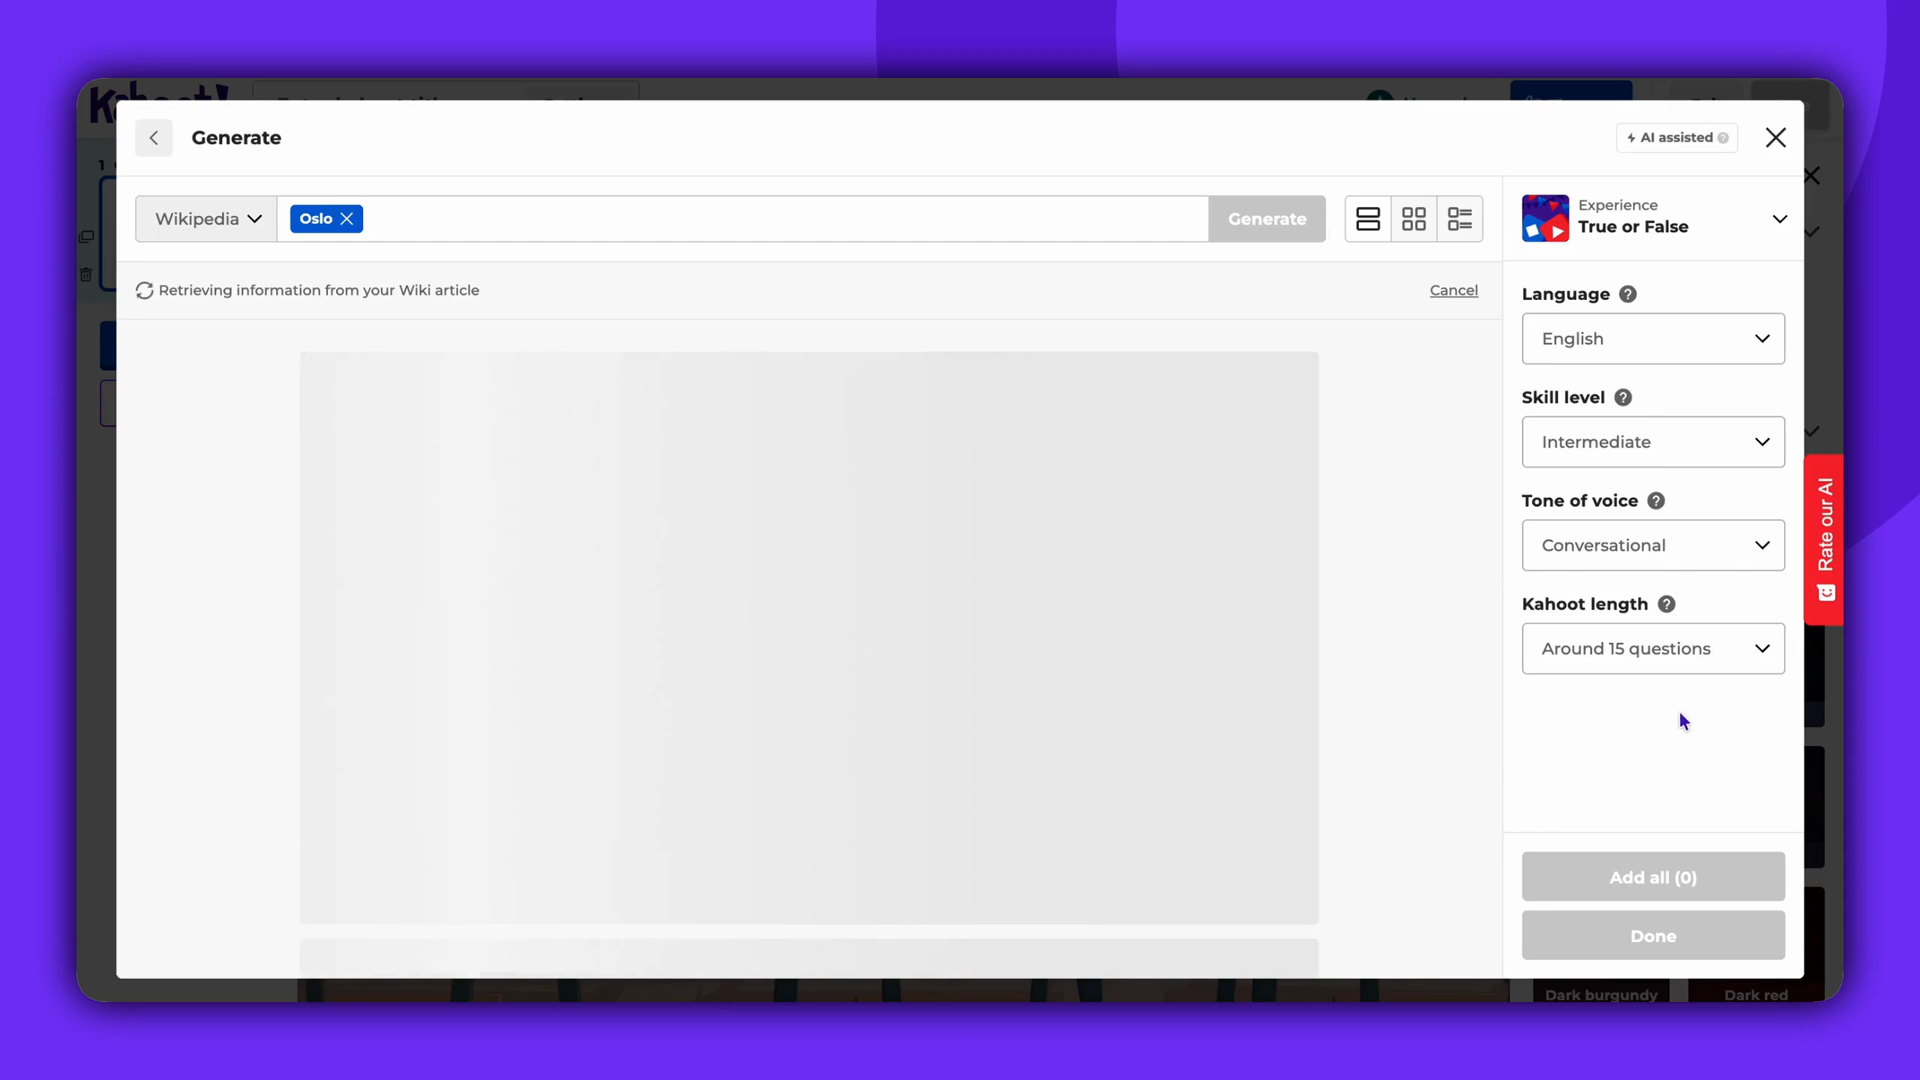 Generate
AI assisted
Wikipedia
Oslo
Generate
Experience
True or False
Retrieving information from your Wiki article
Cancel
Language
English
Skill level
Intermediate
Tone of voice
Conversational
Kahoot length
Around 15 questions
Rate our AI
Add all (0)
Done
Dark burgundy
Dark red